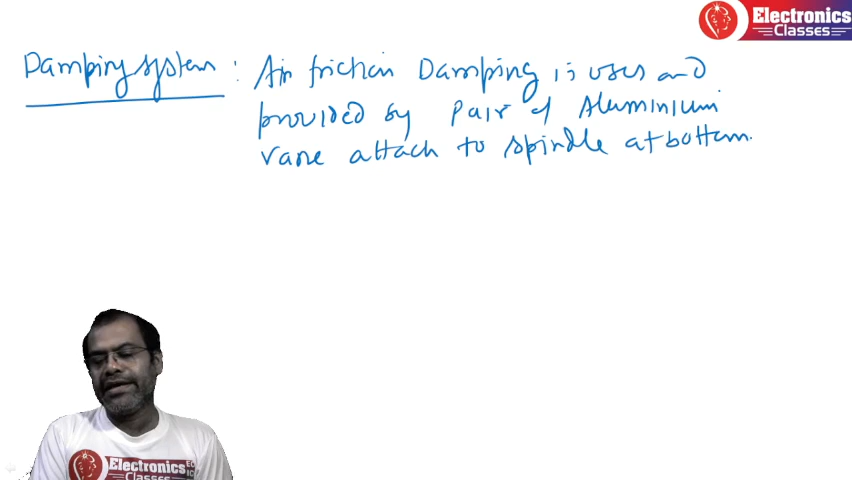 Electronics
Classes
Damping system : Air friction Damping is uses and
provided by pair of Aluminium
vane attach to spindle at bottom.
Electronics
Classes